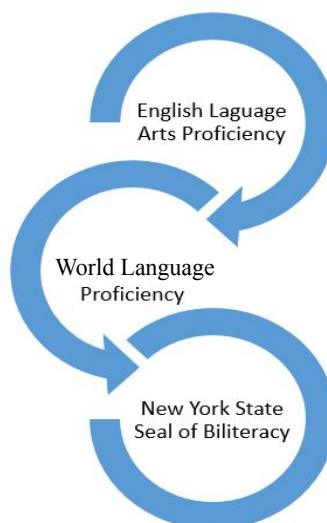 English Laguage
Arts Proficiency
World Language
Proficiency
New York State
Seal of Biliteracy